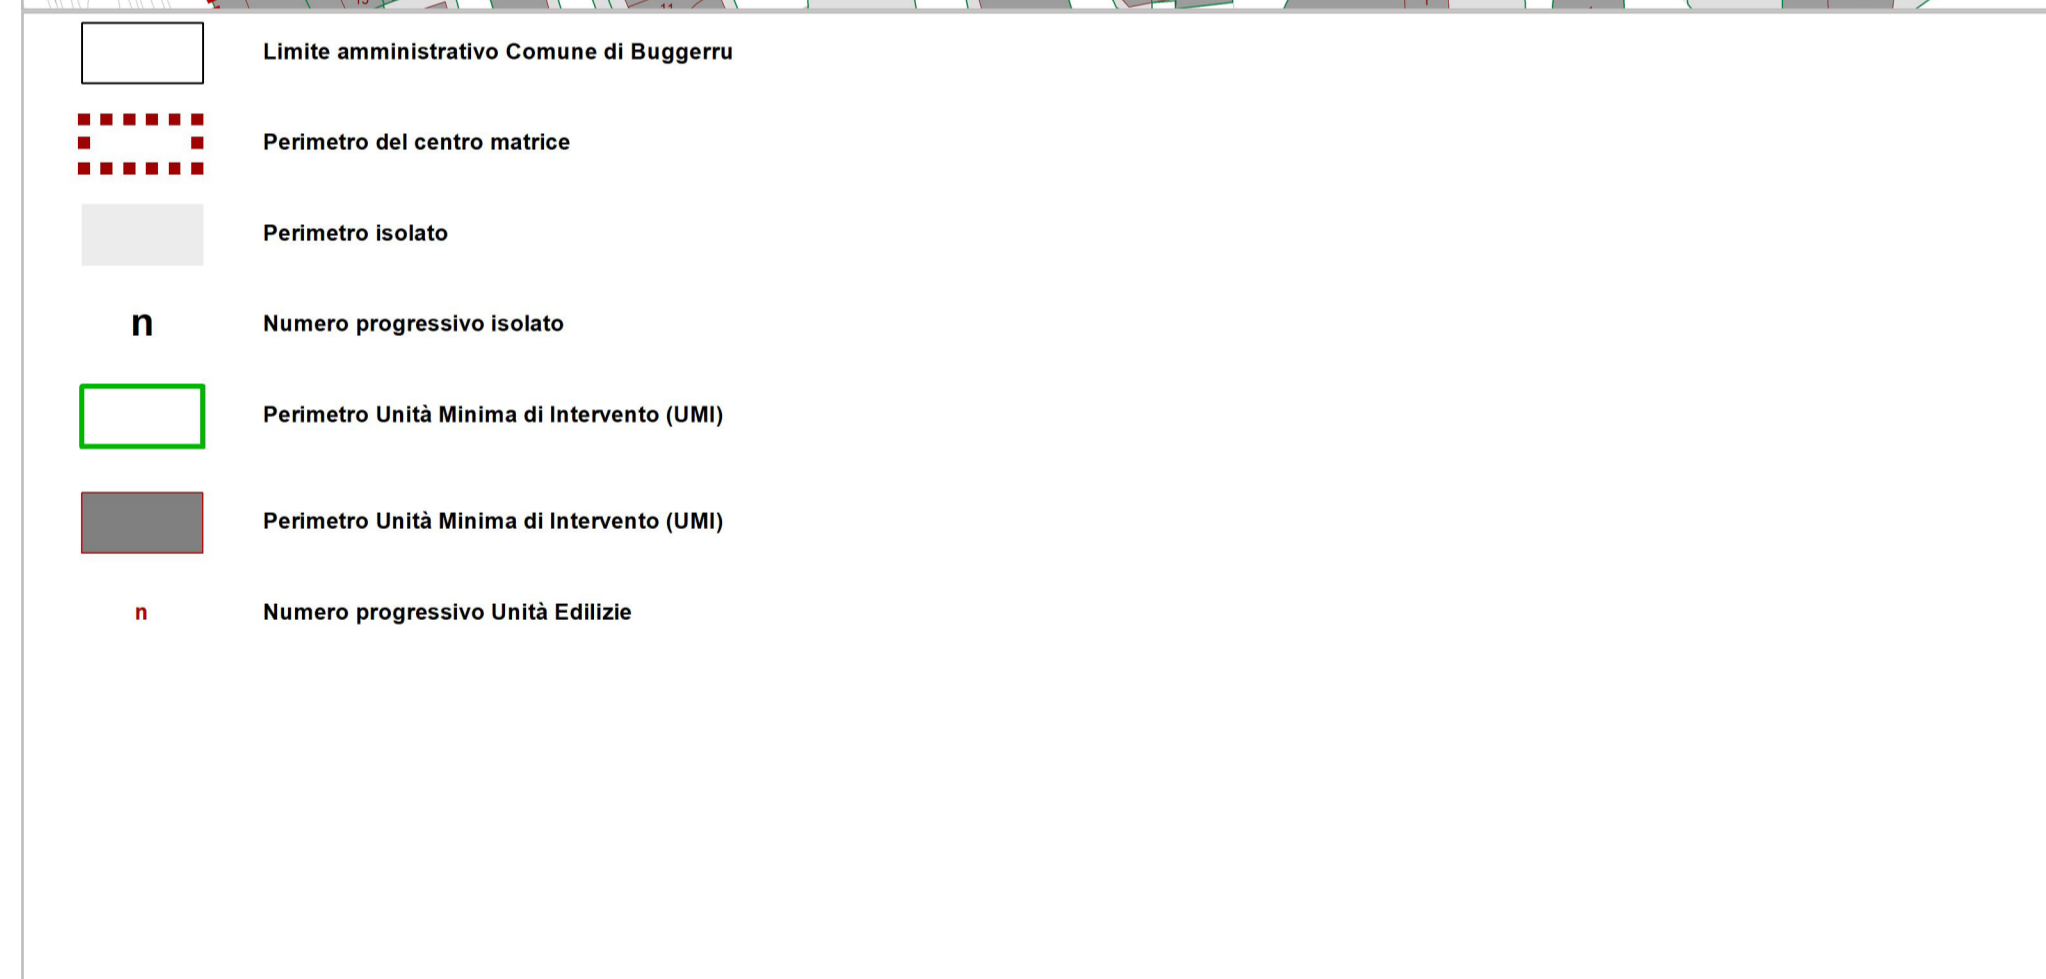 11
Limite amministrativo Comune di Buggerru
Perimetro del centro matrice
Perimetro isolato
n Numero progressivo isolato
Perimetro Unità Minima di Intervento (UMI)
Perimetro Unità Minima di Intervento (UMI)
n Numero progressivo Unità Edilizie